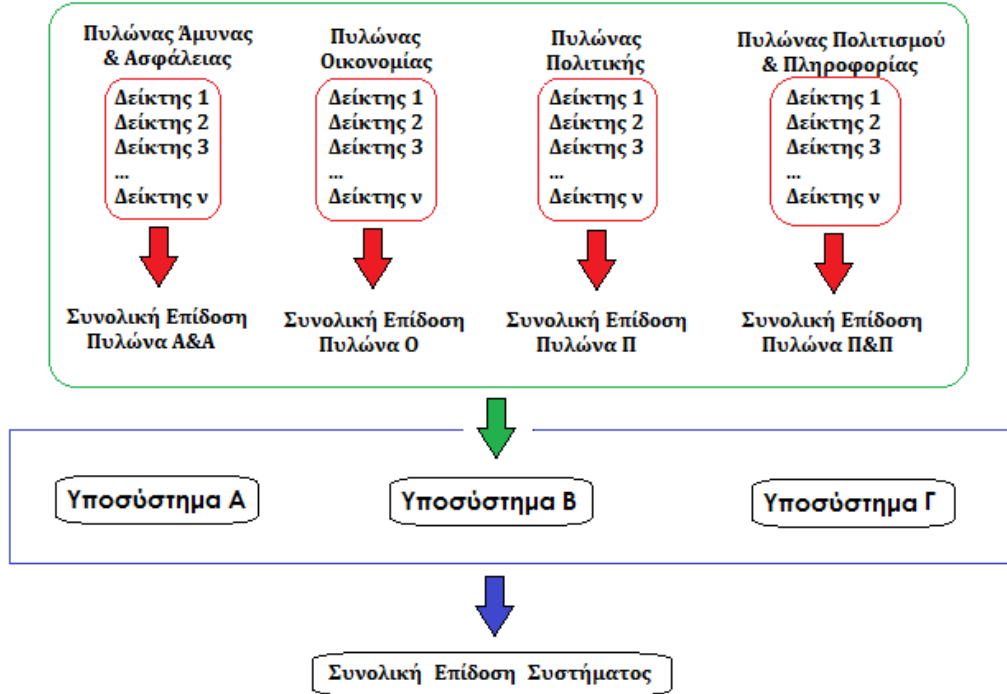 Πυλώνας Άμυνας
& Ασφάλειας
Δείκτης 1
Δείκτης 2
Δείκτης 3
...
Δείκτης ν
Συνολική Επίδοση
Πυλώνα Α&Α
Πυλώνας
Οικονομίας
Δείκτης 1
Δείκτης 2
Δείκτης 3
...
Δείκτης ν
Συνολική Επίδοση
Πυλώνα Ο
Πυλώνας
Πολιτικής
Δείκτης 1
Δείκτης 2
Δείκτης 3
...
Δείκτης ν
Συνολική Επίδοση
Πυλώνα Π
Πυλώνας Πολιτισμού
& Πληροφορίας
Δείκτης 1
Δείκτης 2
Δείκτης 3
...
Δείκτης ν
Συνολική Επίδοση
Πυλώνα Π&Π
Υποσύστημα Α
Υποσύστημα Β
Υποσύστημα Γ
Συνολική Επίδοση Συστήματος